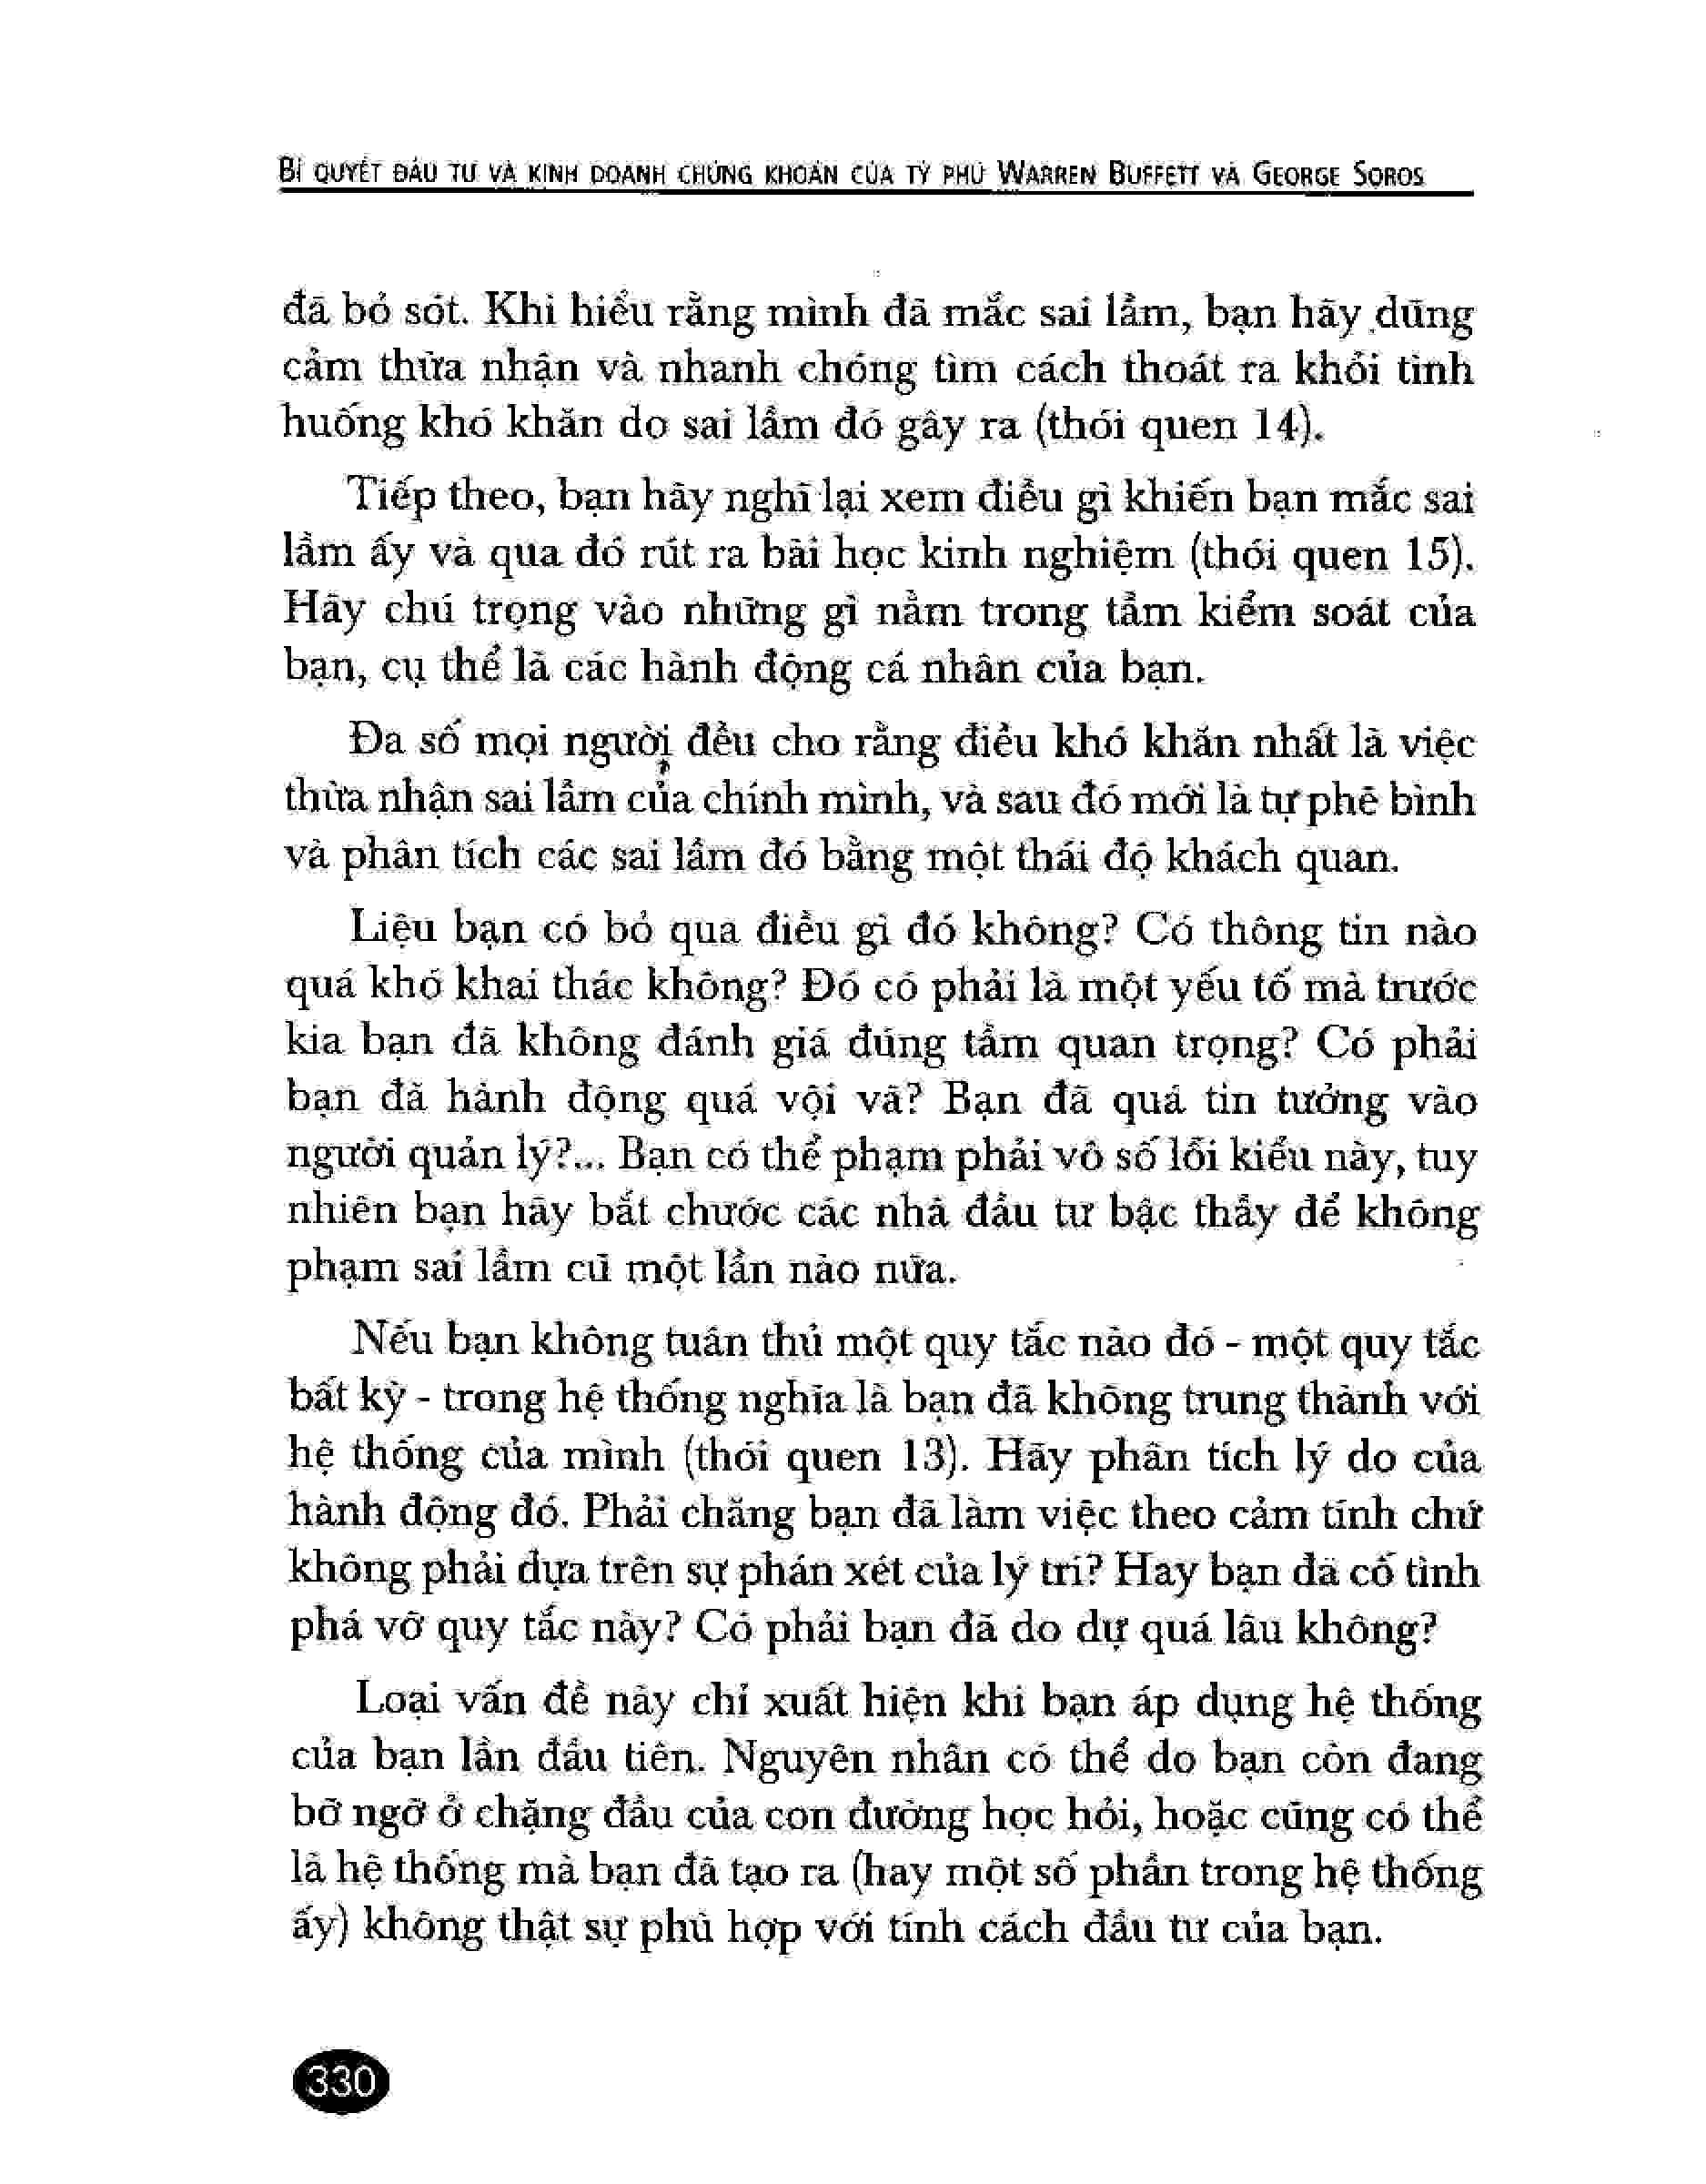 BÍ QUYẾT ĐẦU TƯ VÀ KINH DOANH CHỨNG KHOÁN CỦA TỶ PHÚ WARREN BUFFETT VÀ GEORGE SOROS
đã bỏ sót. Khi hiểu rằng mình đã mắc sai lầm, bạn hãy dũng
cảm thừa nhận và nhanh chóng tìm cách thoát ra khỏi tình
huống khó khăn do sai lầm đó gây ra (thói quen 14).
Tiếp theo, bạn hãy nghĩ lại xem điều gì khiến bạn mắc sai
lầm ấy và qua đó rút ra bài học kinh nghiệm (thói quen 15).
Hãy chú trọng vào những gì nằm trong tầm kiểm soát của
bạn, cụ thể là các hành động cá nhân của bạn.
Đa số mọi người đều cho rằng điều khó khăn nhất là việc
thừa nhận sai lầm của chính mình, và sau đó mới là tự phê bình
và phân tích các sai lầm đó bằng một thái độ khách quan.
Liệu bạn có bỏ qua điều gì đó không? Có thông tin nào
quá khó khai thác không? Đó có phải là một yếu tố mà trước
kia bạn đã không đánh giá đúng tầm quan trọng? Có phải
bạn đã hành động quá vội vã? Bạn đã quá tin tưởng vào
người quản lý?... Bạn có thể phạm phải vô số lỗi kiểu này, tuy
nhiên bạn hãy bắt chước các nhà đầu tư bậc thầy để không
phạm sai lầm cũ một lần nào nữa.
Nếu bạn không tuân thủ một quy tắc nào đó - một quy tắc
bất kỳ - trong hệ thống nghĩa là bạn đã không trung thành với
hệ thống của mình (thói quen 13). Hãy phân tích lý do của
hành động đó. Phải chăng bạn đã làm việc theo cảm tính chứ
không phải dựa trên sự phán xét của lý trí? Hay bạn đã cố tình
phá vỡ quy tắc này? Có phải bạn đã do dự quá lâu không?
Loại vấn đề này chỉ xuất hiện khi bạn áp dụng hệ thống
của bạn lần đầu tiên. Nguyên nhân có thể do bạn còn đang
bỡ ngỡ ở chặng đầu của con đường học hỏi, hoặc cũng có thể
là hệ thống mà bạn đã tạo ra (hay một số phần trong hệ thống
ấy) không thật sự phù hợp với tính cách đầu tư của bạn.
330